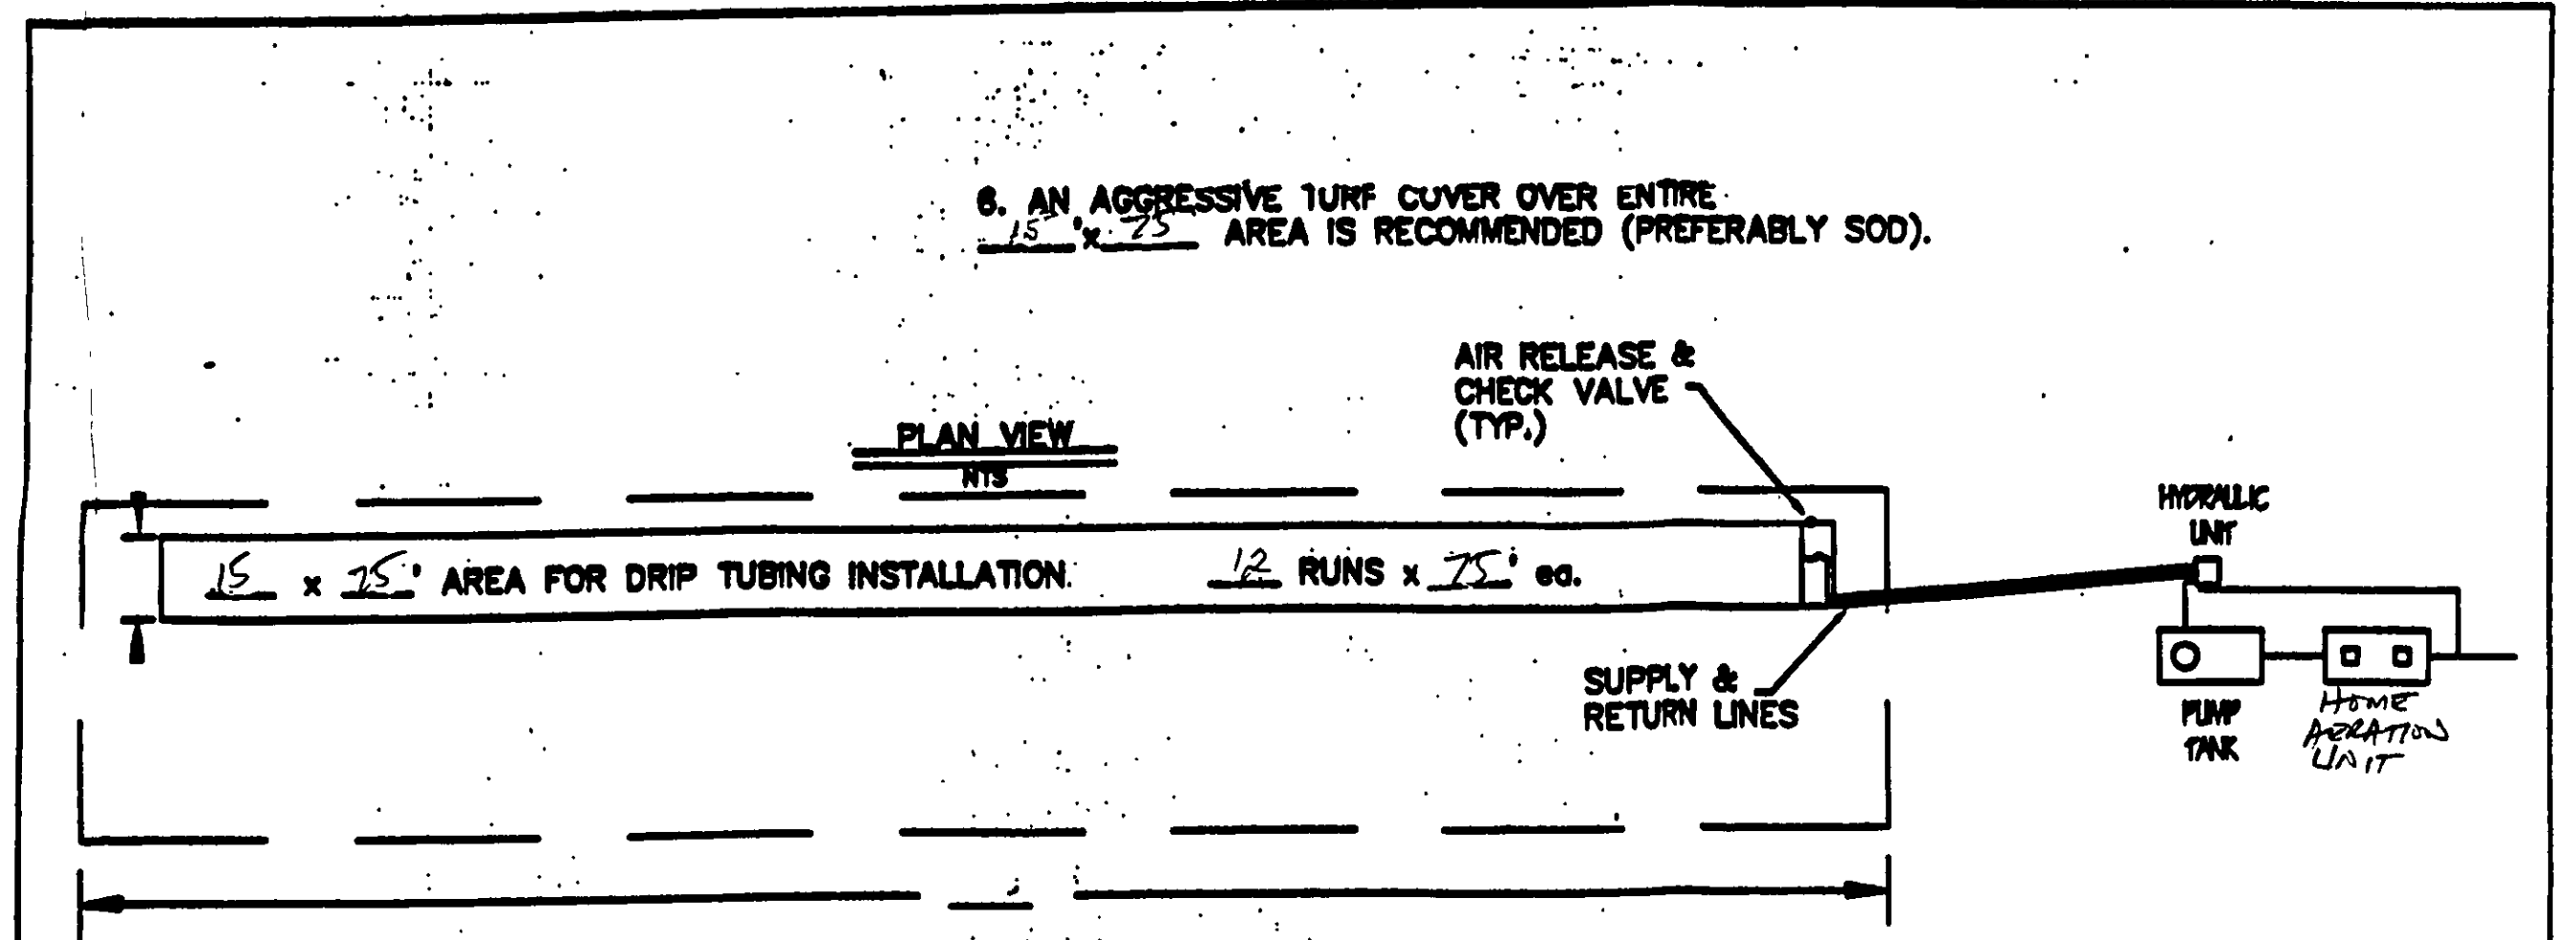 6. AN AGGRESSIVE TURF COVER OVER ENTIRE
15' x 75 AREA IS RECOMMENDED (PREFERABLY SOD).
AIR RELEASE &
CHECK VALVE
(TYP.)
PLAN VIEW
NTS
HYDRAULIC
UNIT
15 x 75' AREA FOR DRIP TUBING INSTALLATION. 12 RUNS x 75' ea.
SUPPLY &
RETURN LINES
PUMP
TANK
HOME
AERATION
UNIT